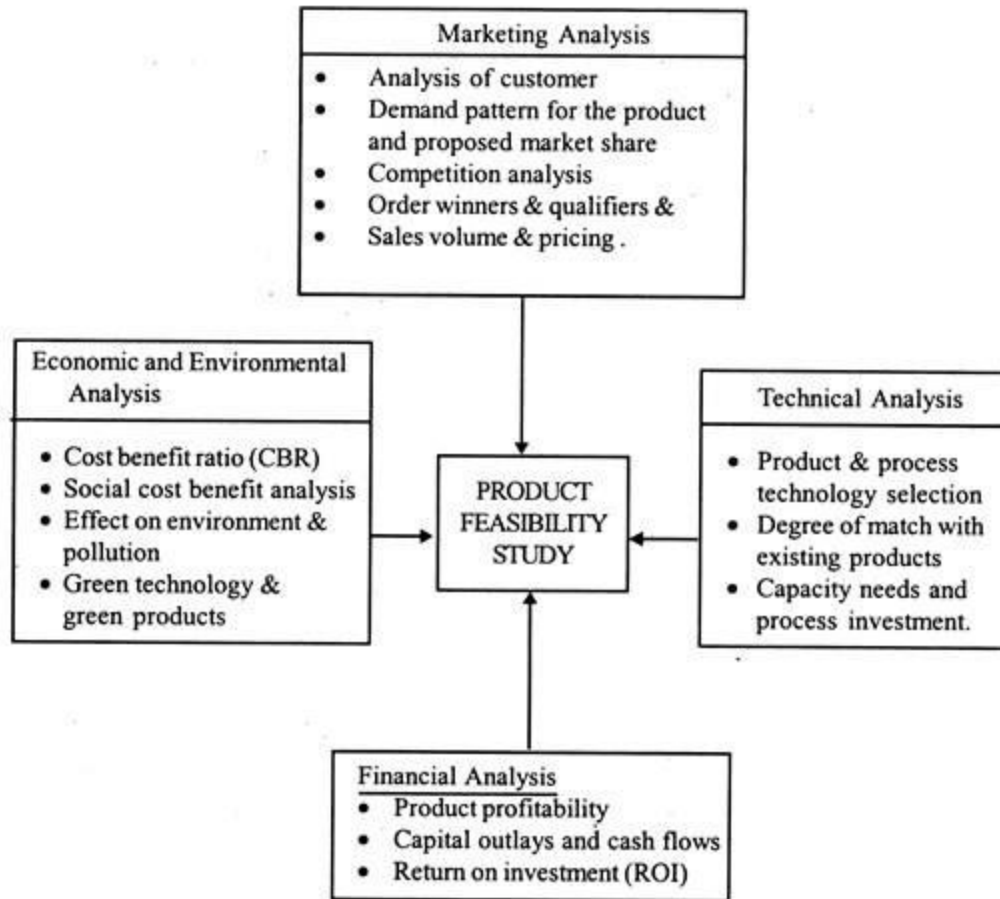 Marketing Analysis
• Analysis of customer
• Demand pattern for the product
and proposed market share
• Competition analysis
• Order winners & qualifiers &
• Sales volume & pricing .
Economic and Environmental
Analysis
• Cost benefit ratio (CBR)
• Social cost benefit analysis
• Effect on environment &
pollution
• Green technology &
green products
PRODUCT
FEASIBILITY
STUDY
Technical Analysis
• Product & process
technology selection
• Degree of match with
existing products
• Capacity needs and
process investment.
Financial Analysis
• Product profitability
• Capital outlays and cash flows
• Return on investment (ROI)